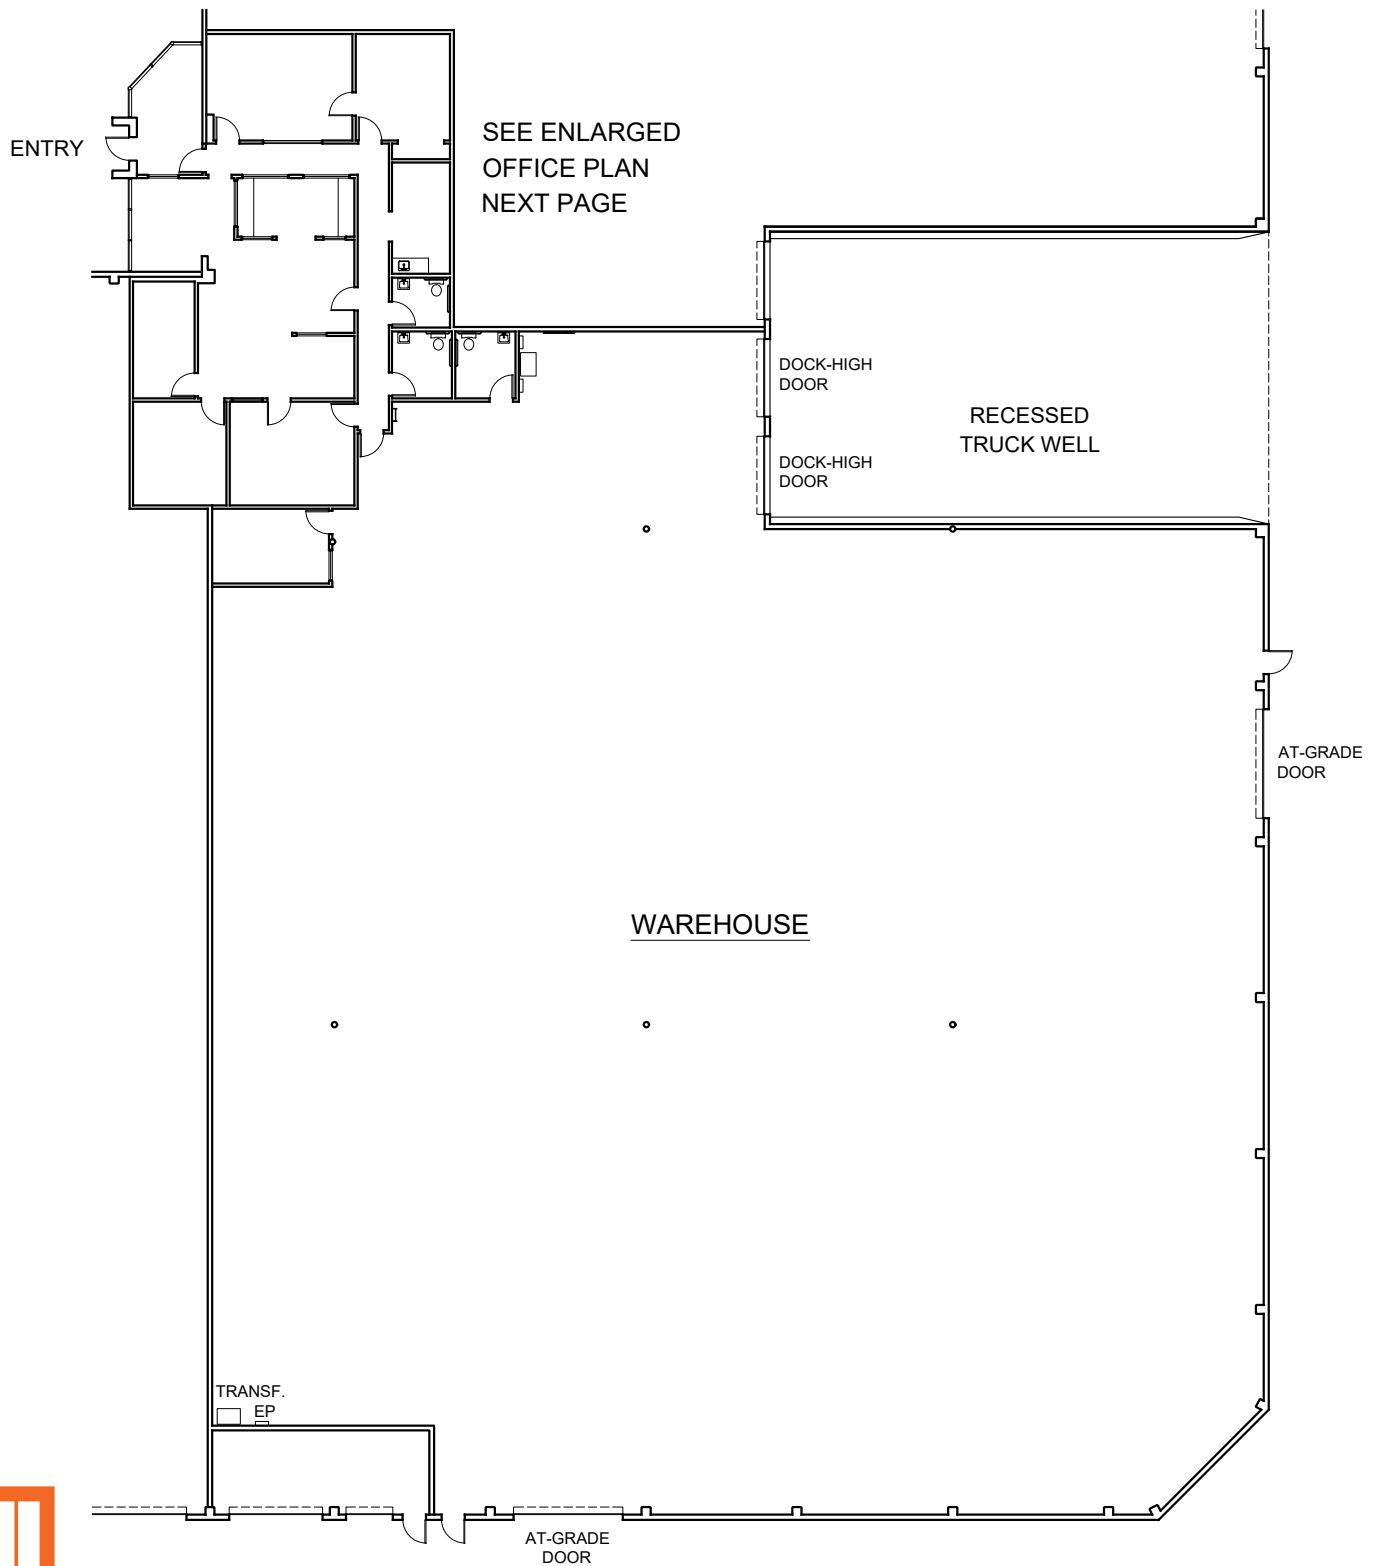 ENTRY
SEE ENLARGED
OFFICE PLAN
NEXT PAGE
DOCK-HIGH
DOOR
RECESSED
TRUCK WELL
DOCK-HIGH
DOOR
AT-GRADE
DOOR
WAREHOUSE
TRANSF.
EP
AT-GRADE
DOOR